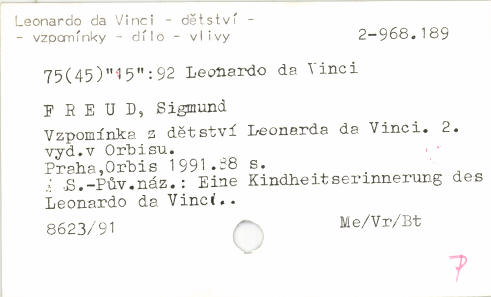 Leonardo da Vinci - dětství -
- vzpomínky - dílo - vlivy
2-968.189
75(45)"15":92 Leonardo da Vinci
F R E U D, Sigmund
Vzpomínka z dětství Leonarda da Vinci. 2.
vyd.v Orbisu.
Praha,Orbis 1991.88 s.
S.-Pův.náz.: Eine Kindheitserinnerung des
Leonardo da Vinci..
8623/91
Me/Vr/Bt